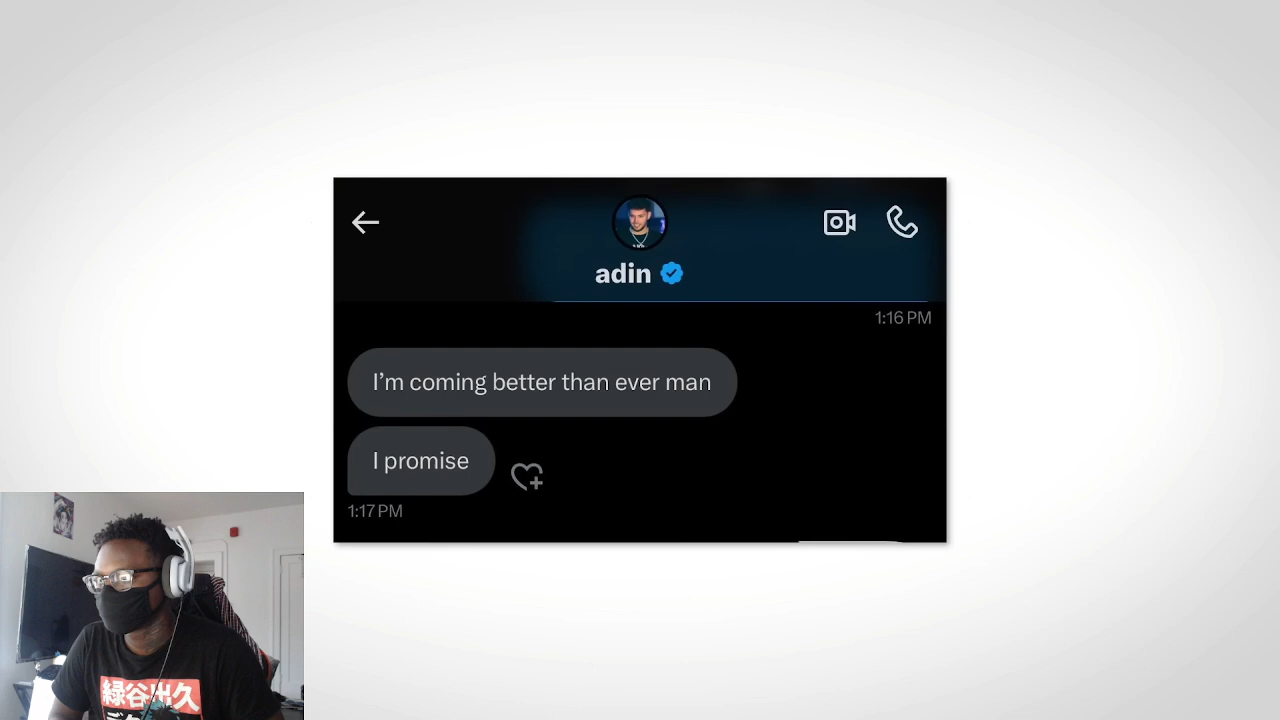 adin
1:16 PM
I'm coming better than ever man
I promise
1:17 PM
緑谷出久